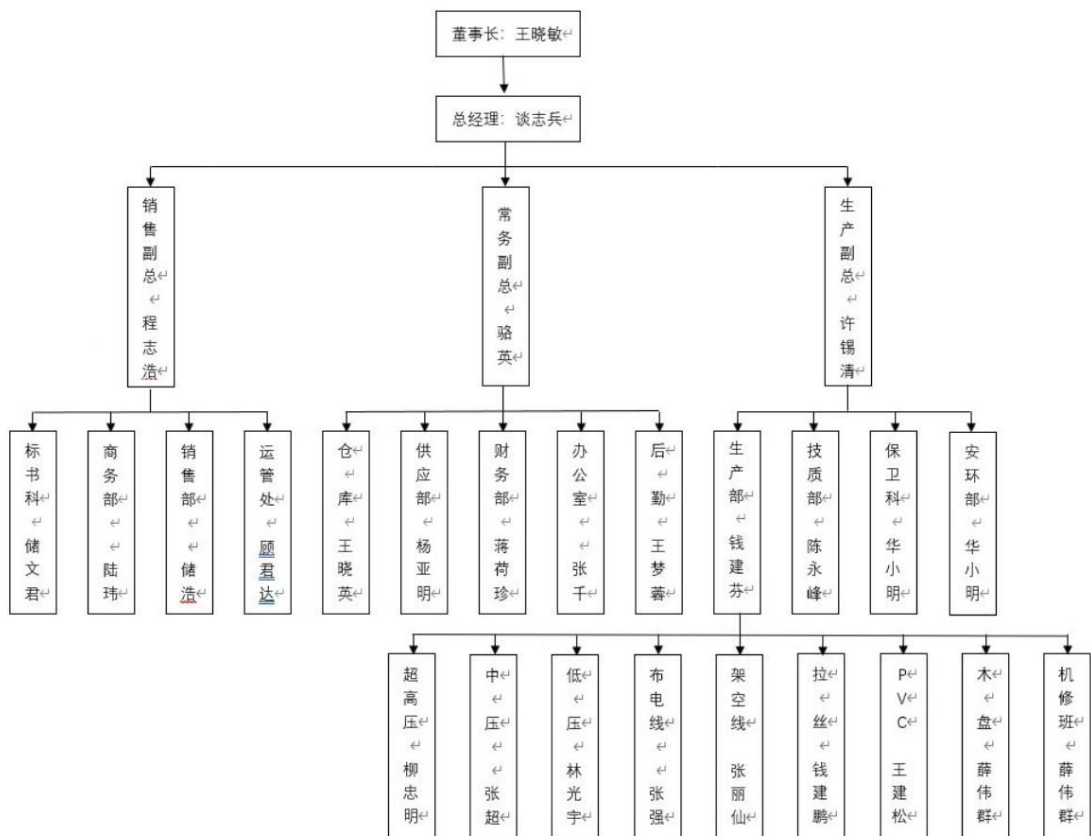 董事长：王晓敏
总经理：谈志兵
销售副总 程志浩
常务副总 骆英
生产副总 许锡清
标书科 储文君
商务部 陆玮
销售部 储浩
运管处 顾君达
仓库 王晓英
供应部 杨亚明
财务部 蒋荷珍
办公室 张千
后勤 王梦蓉
生产部 钱建芬
技质部 陈永峰
保卫科 华小明
安环部 华小明
超高压 柳忠明
中压 张超
低压 林光宇
布电线 张强
架空线 张丽仙
拉丝 钱建鹏
PVC 王建松
木盘 薛伟群
机修班 薛伟群